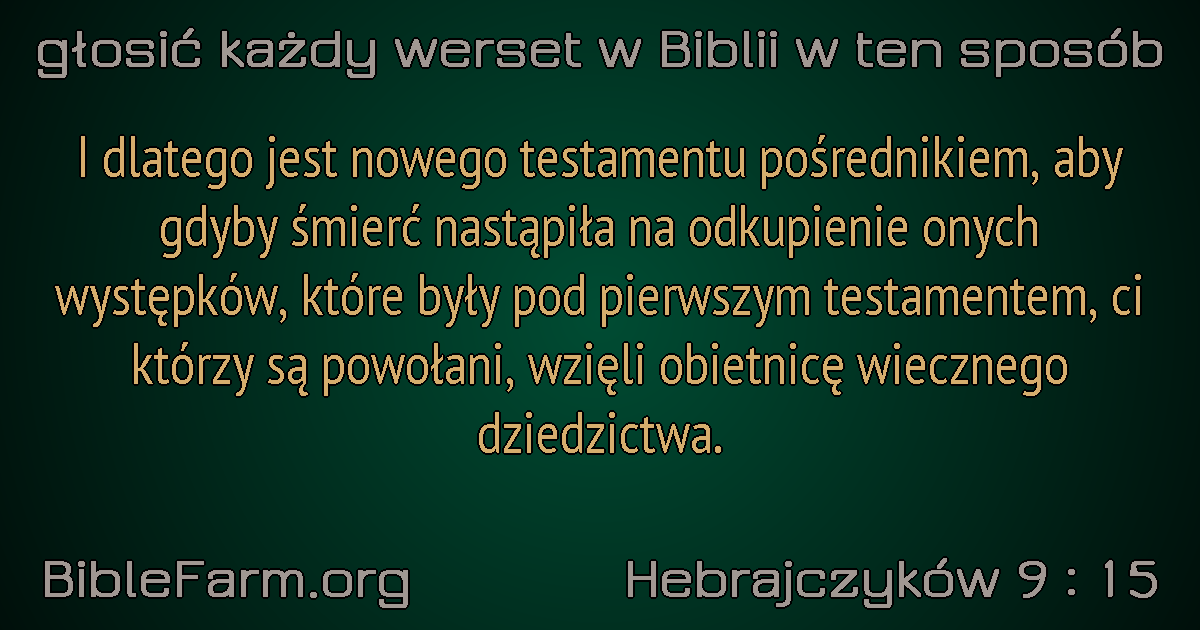 głosić każdy werset w Biblii w ten sposób
I dlatego jest nowego testamentu pośrednikiem, aby
gdyby śmierć nastąpiła na odkupienie onych
występków, które były pod pierwszym testamentem, ci
którzy są powołani, wzięli obietnicę wiecznego
dziedzictwa.
BibleFarm.org
Hebrajczyków 9 : 15